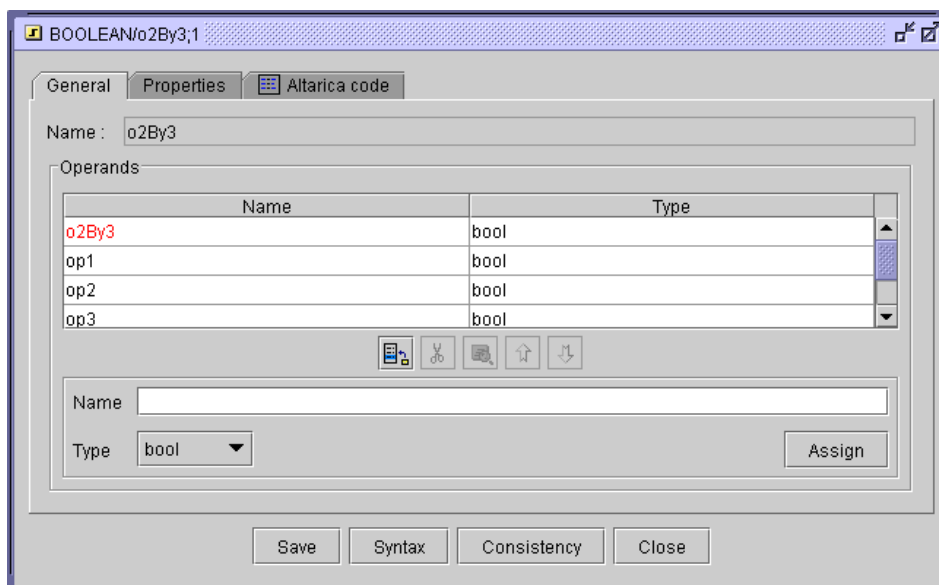 BOOLEAN/o2By3;1
General Properties Altarica code
Name : o2By3
Operands
Name Type
o2By3 bool
op1 bool
op2 bool
op3 bool
Name
Type bool Assign
Save Syntax Consistency Close